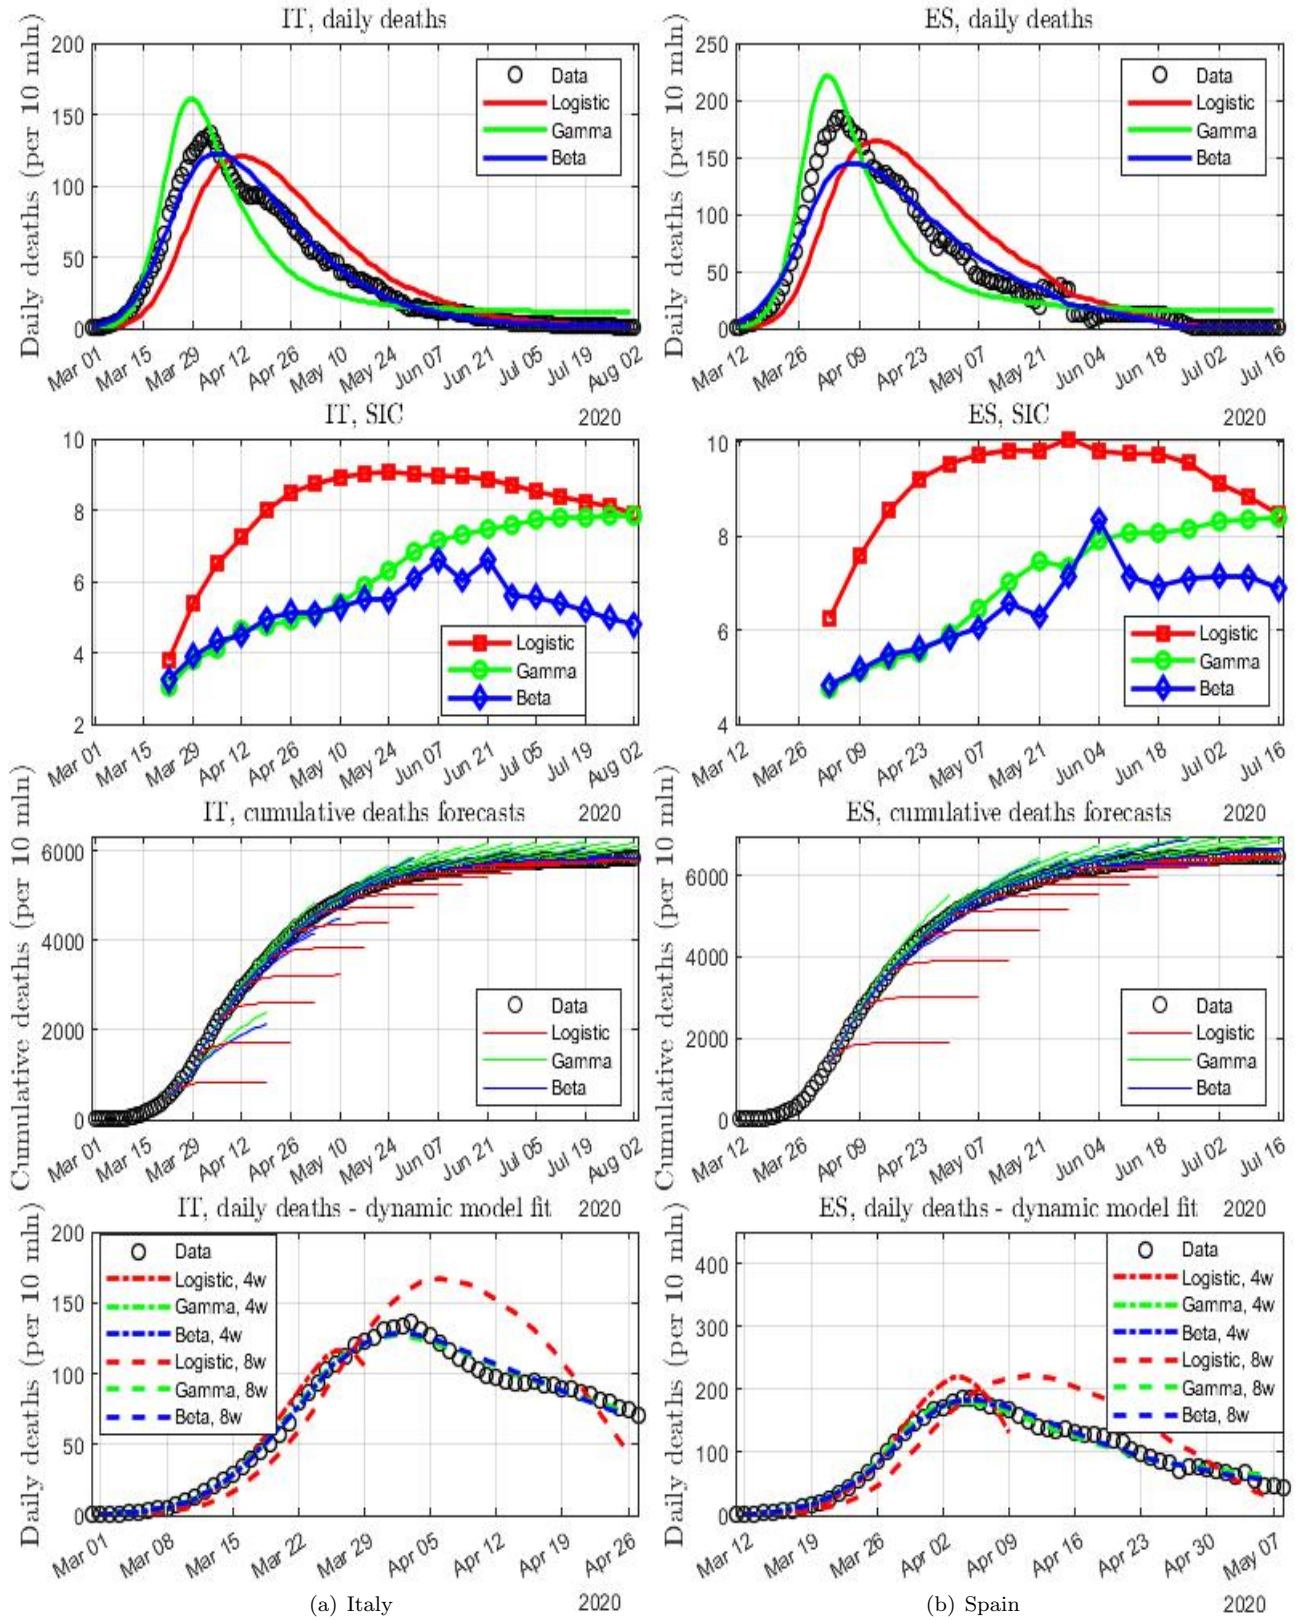 IT, daily deaths
Daily deaths (per 10 mln)
200
150
100
50
0
Data
Logistic
Gamma
Beta
Mar 01
Mar 15
Mar 29
Apr 12
Apr 26
May 10
May 24
Jun 07
Jun 21
Jul 05
Jul 19
Aug 02
2020
ES, daily deaths
Daily deaths (per 10 mln)
250
200
150
100
50
0
Data
Logistic
Gamma
Beta
Mar 12
Mar 26
Apr 09
Apr 23
May 07
May 21
Jun 04
Jun 18
Jul 02
Jul 16
2020
IT, SIC
10
8
6
4
2
Logistic
Gamma
Beta
Mar 01
Mar 15
Mar 29
Apr 12
Apr 26
May 10
May 24
Jun 07
Jun 21
Jul 05
Jul 19
Aug 02
2020
ES, SIC
10
8
6
4
Logistic
Gamma
Beta
Mar 12
Mar 26
Apr 09
Apr 23
May 07
May 21
Jun 04
Jun 18
Jul 02
Jul 16
2020
IT, cumulative deaths forecasts
Cumulative deaths (per 10 mln)
6000
4000
2000
0
Data
Logistic
Gamma
Beta
Mar 01
Mar 15
Mar 29
Apr 12
Apr 26
May 10
May 24
Jun 07
Jun 21
Jul 05
Jul 19
Aug 02
2020
ES, cumulative deaths forecasts
Cumulative deaths (per 10 mln)
6000
4000
2000
0
Data
Logistic
Gamma
Beta
Mar 12
Mar 26
Apr 09
Apr 23
May 07
May 21
Jun 04
Jun 18
Jul 02
Jul 16
2020
IT, daily deaths - dynamic model fit
Daily deaths (per 10 mln)
200
150
100
50
0
Data
Logistic, 4w
Gamma, 4w
Beta, 4w
Logistic, 8w
Gamma, 8w
Beta, 8w
Mar 01
Mar 08
Mar 15
Mar 22
Mar 29
Apr 05
Apr 12
Apr 19
Apr 26
2020
(a) Italy
ES, daily deaths - dynamic model fit
Daily deaths (per 10 mln)
400
300
200
100
0
Data
Logistic, 4w
Gamma, 4w
Beta, 4w
Logistic, 8w
Gamma, 8w
Beta, 8w
Mar 12
Mar 19
Mar 26
Apr 02
Apr 09
Apr 16
Apr 23
Apr 30
May 07
2020
(b) Spain